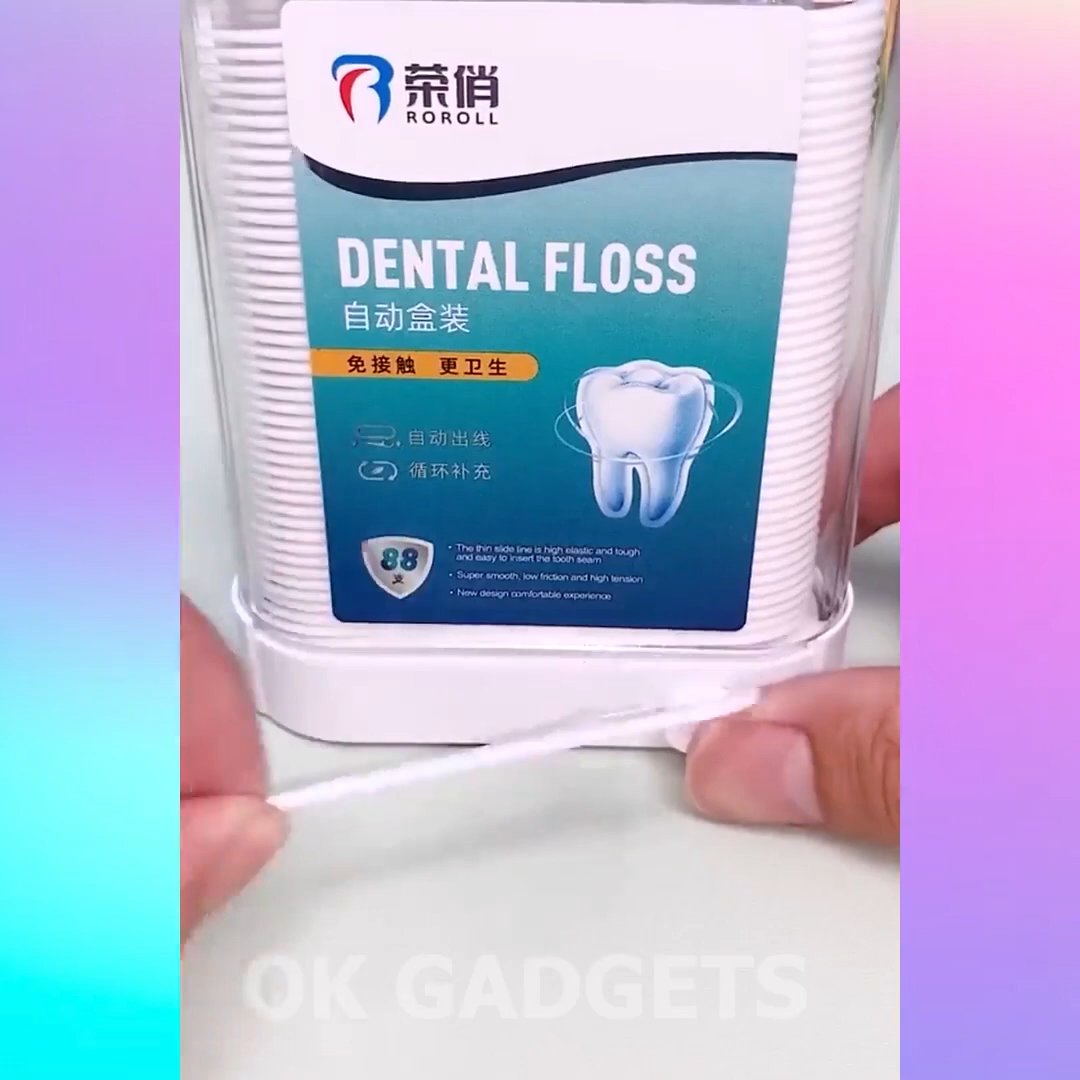 荣俏
ROROLL
DENTAL FLOSS
自动盒装
免接触 更卫生
自动出线
循环补充
88
支
• The thin slide line is high elastic and tough
and easy to insert the tooth seam
• Super smooth, low friction and high tension
• New design comfortable experience
OK GADGETS